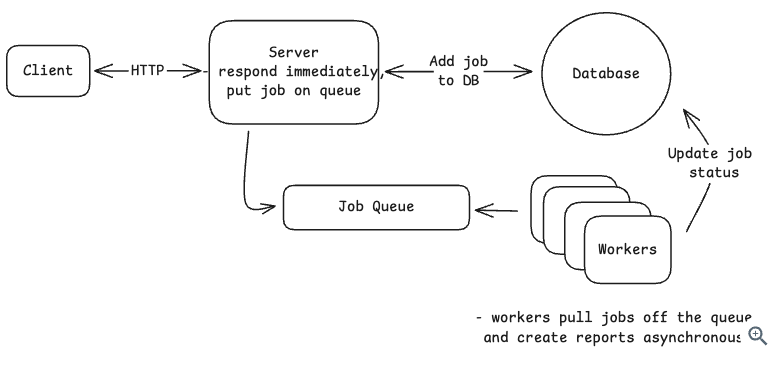 Client
HTTP
Server
- respond immediately,
put job on queue
Add job
to DB
Database
Update job
status
Job Queue
Workers
- workers pull jobs off the queue
and create reports